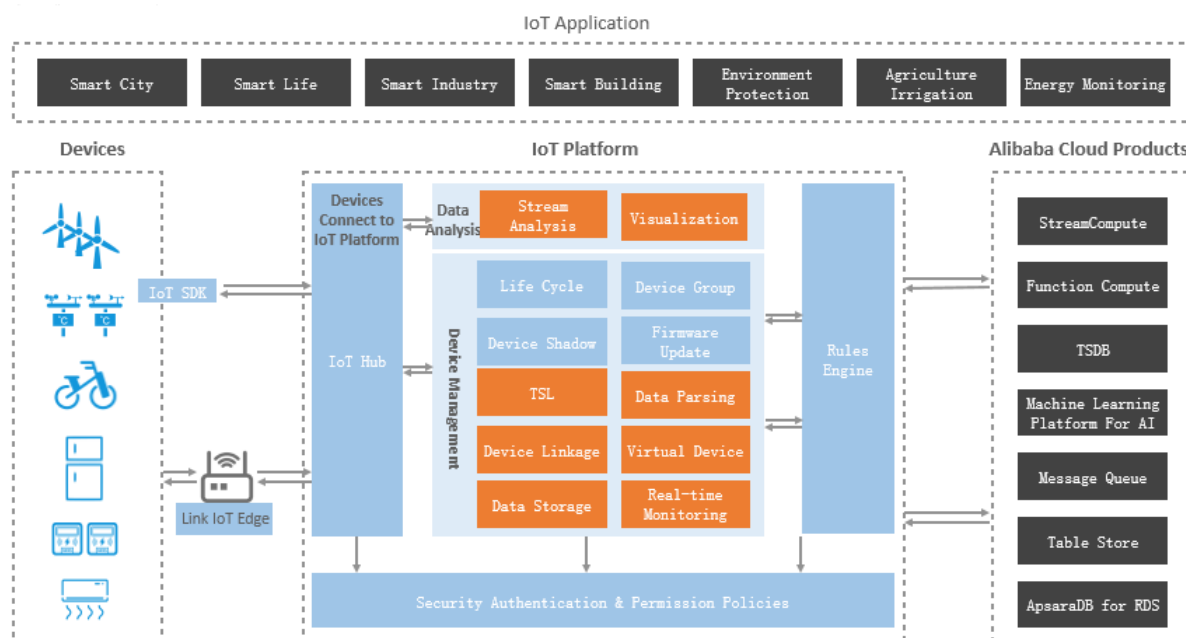 IoT Application
Smart City
Smart Life
Smart Industry
Smart Building
Environment
Protection
Agriculture
Irrigation
Energy Monitoring
Devices
IoT Platform
Alibaba Cloud Products
IoT SDK
Link IoT Edge
Devices
Connect to
IoT Platform
IoT Hub
Data
Analysis
Stream
Analysis
Visualization
Device Management
Life Cycle
Device Group
Device Shadow
Firmware
Update
TSL
Data Parsing
Device Linkage
Virtual Device
Data Storage
Real-time
Monitoring
Rules
Engine
Security Authentication & Permission Policies
StreamCompute
Function Compute
TSDB
Machine Learning
Platform For AI
Message Queue
Table Store
ApsaraDB for RDS